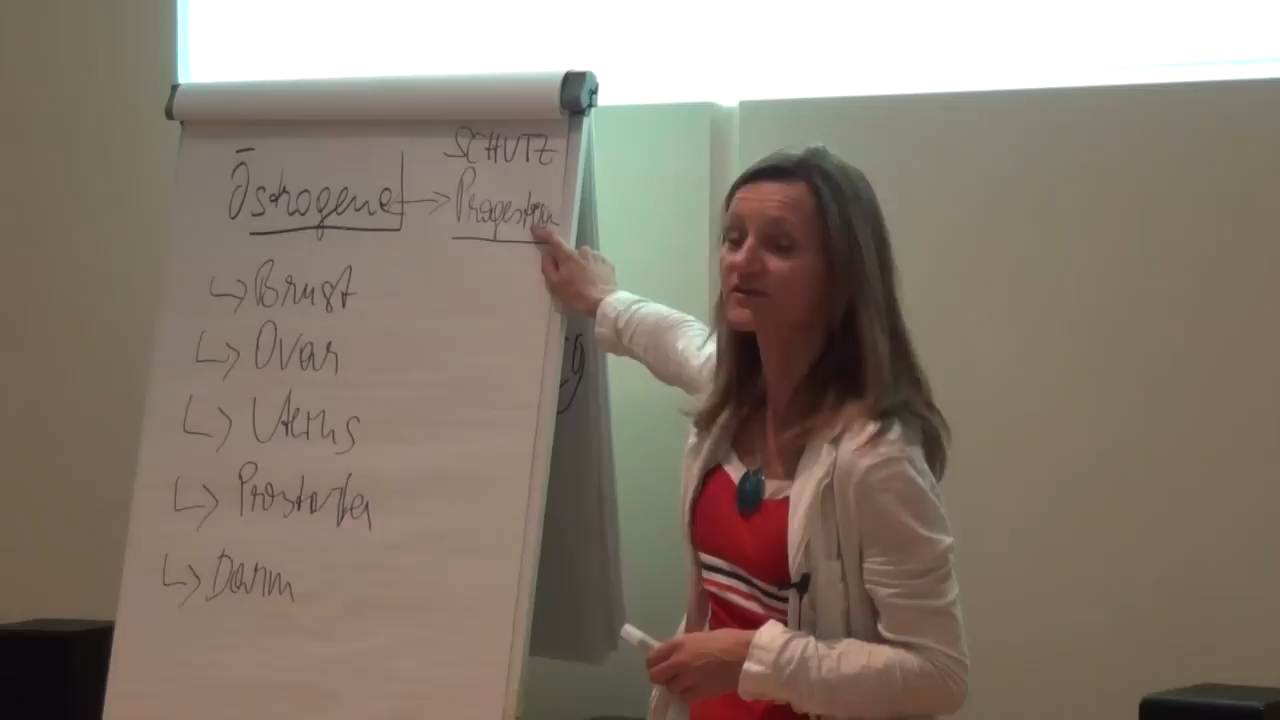 SCHUTZ
Östrogene → Progesteron
↳ Brust
↳ Ovar
↳ Uterus
↳ Prostata
↳ Darm